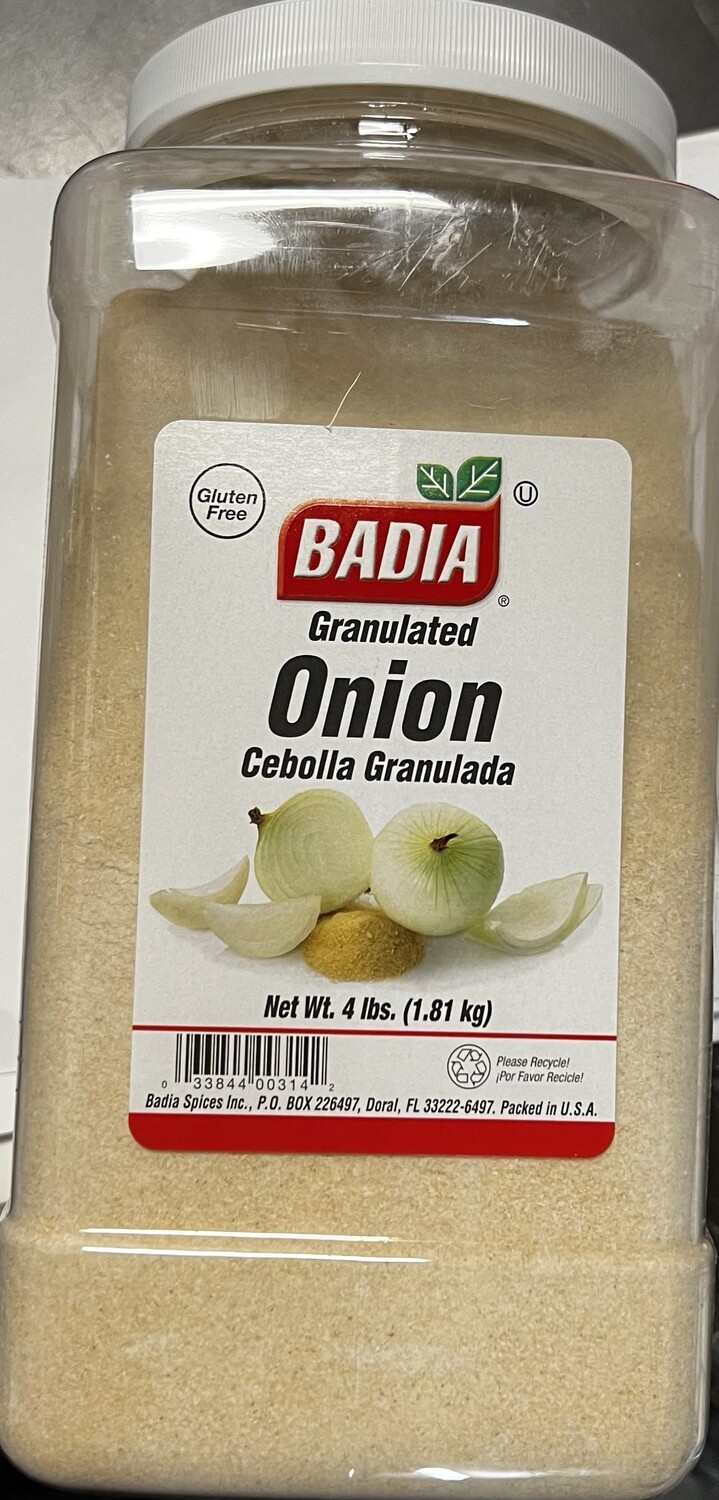 Gluten
Free
BADIA
Ⓤ
®
Granulated
Onion
Cebolla Granulada
Net Wt. 4 lbs. (1.81 kg)
0 33844 00314 2
Please Recycle!
¡Por Favor Recicle!
Badia Spices Inc., P.O. BOX 226497, Doral, FL 33222-6497. Packed in U.S.A.